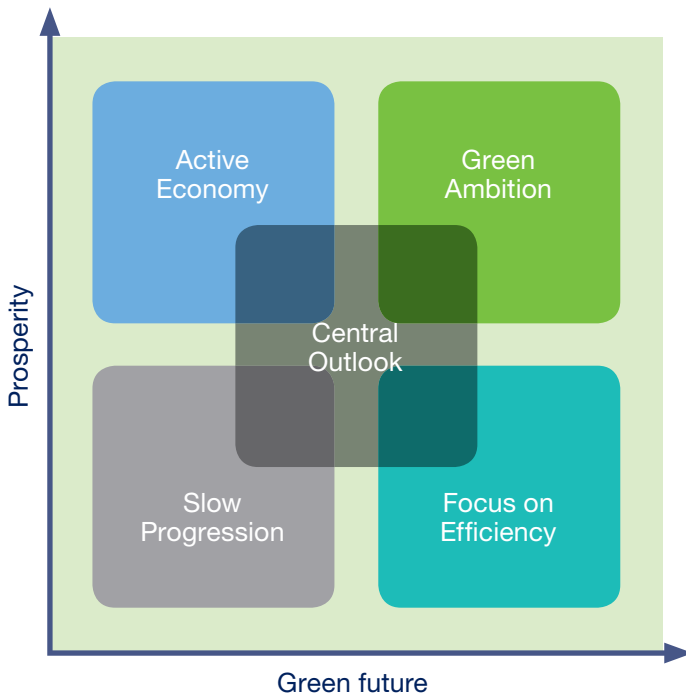 Active
Economy
Green
Ambition
Central
Outlook
Slow
Progression
Focus on
Efficiency
Prosperity
Green future